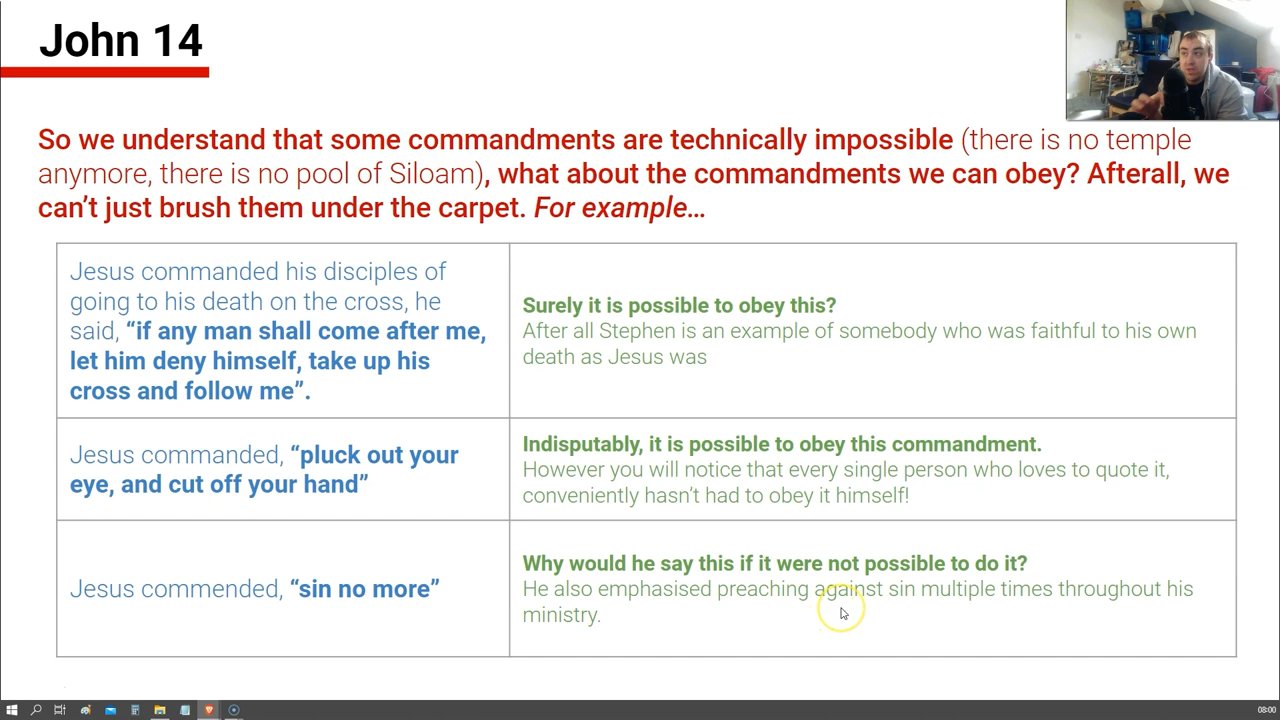 John 14
So we understand that some commandments are technically impossible (there is no temple
anymore, there is no pool of Siloam), what about the commandments we can obey? Afterall, we
can't just brush them under the carpet. For example…
Jesus commanded his disciples of
going to his death on the cross, he
said, "if any man shall come after me,
let him deny himself, take up his
cross and follow me".
Surely it is possible to obey this?
After all Stephen is an example of somebody who was faithful to his own
death as Jesus was
Jesus commanded, "pluck out your
eye, and cut off your hand"
Indisputably, it is possible to obey this commandment.
However you will notice that every single person who loves to quote it,
conveniently hasn't had to obey it himself!
Jesus commended, "sin no more"
Why would he say this if it were not possible to do it?
He also emphasised preaching against sin multiple times throughout his
ministry.
08:00